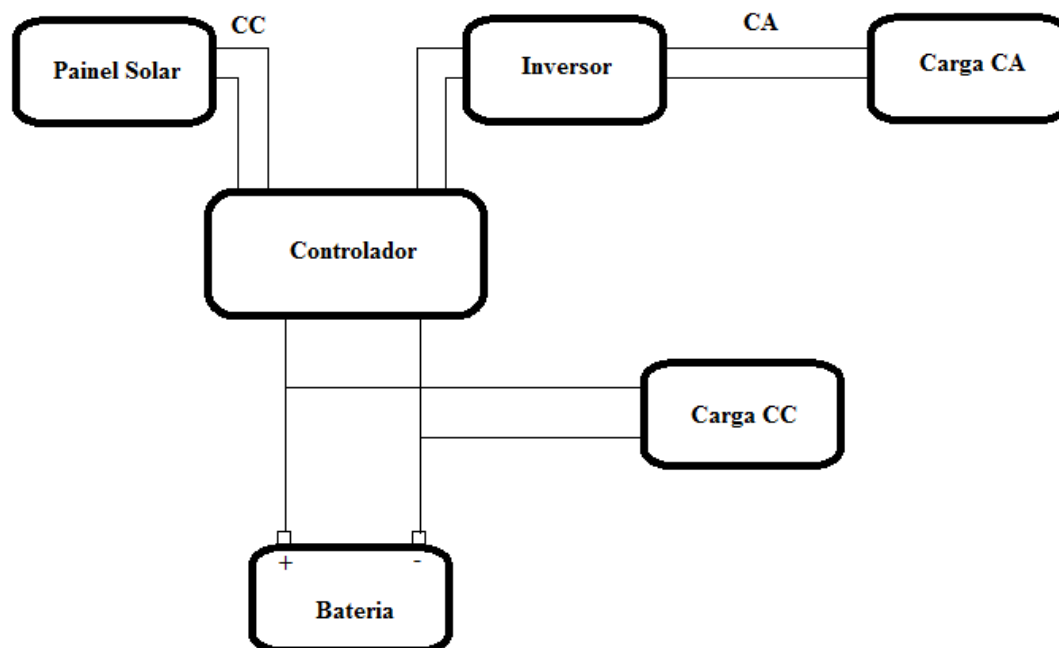 CC
CA
Painel Solar
Inversor
Carga CA
Controlador
Carga CC
+ -
Bateria